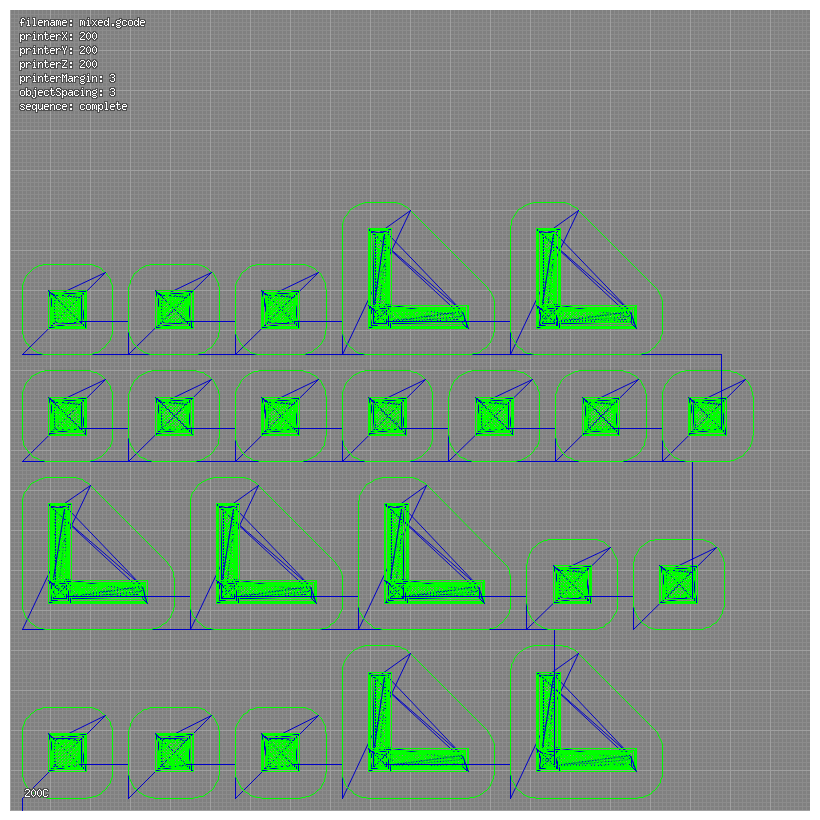 filename: mixed.gcode
printerX: 200
printerY: 200
printerZ: 200
printerMargin: 3
objectSpacing: 3
sequence: complete
200C